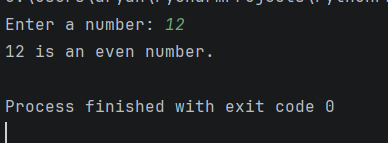 Enter a number: 12
12 is an even number.
Process finished with exit code 0